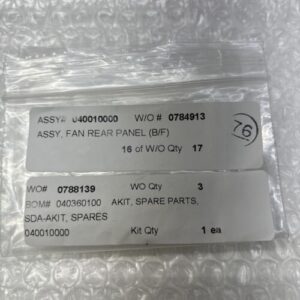 ASSY# 040010000 W/O # 0784913
ASSY, FAN REAR PANEL (B/F)
76
16 of W/O Qty 17
WO# 0788139 WO Qty 3
BOM# 040360100 AKIT, SPARE PARTS,
SDA-AKIT, SPARES
040010000 Kit Qty 1 ea